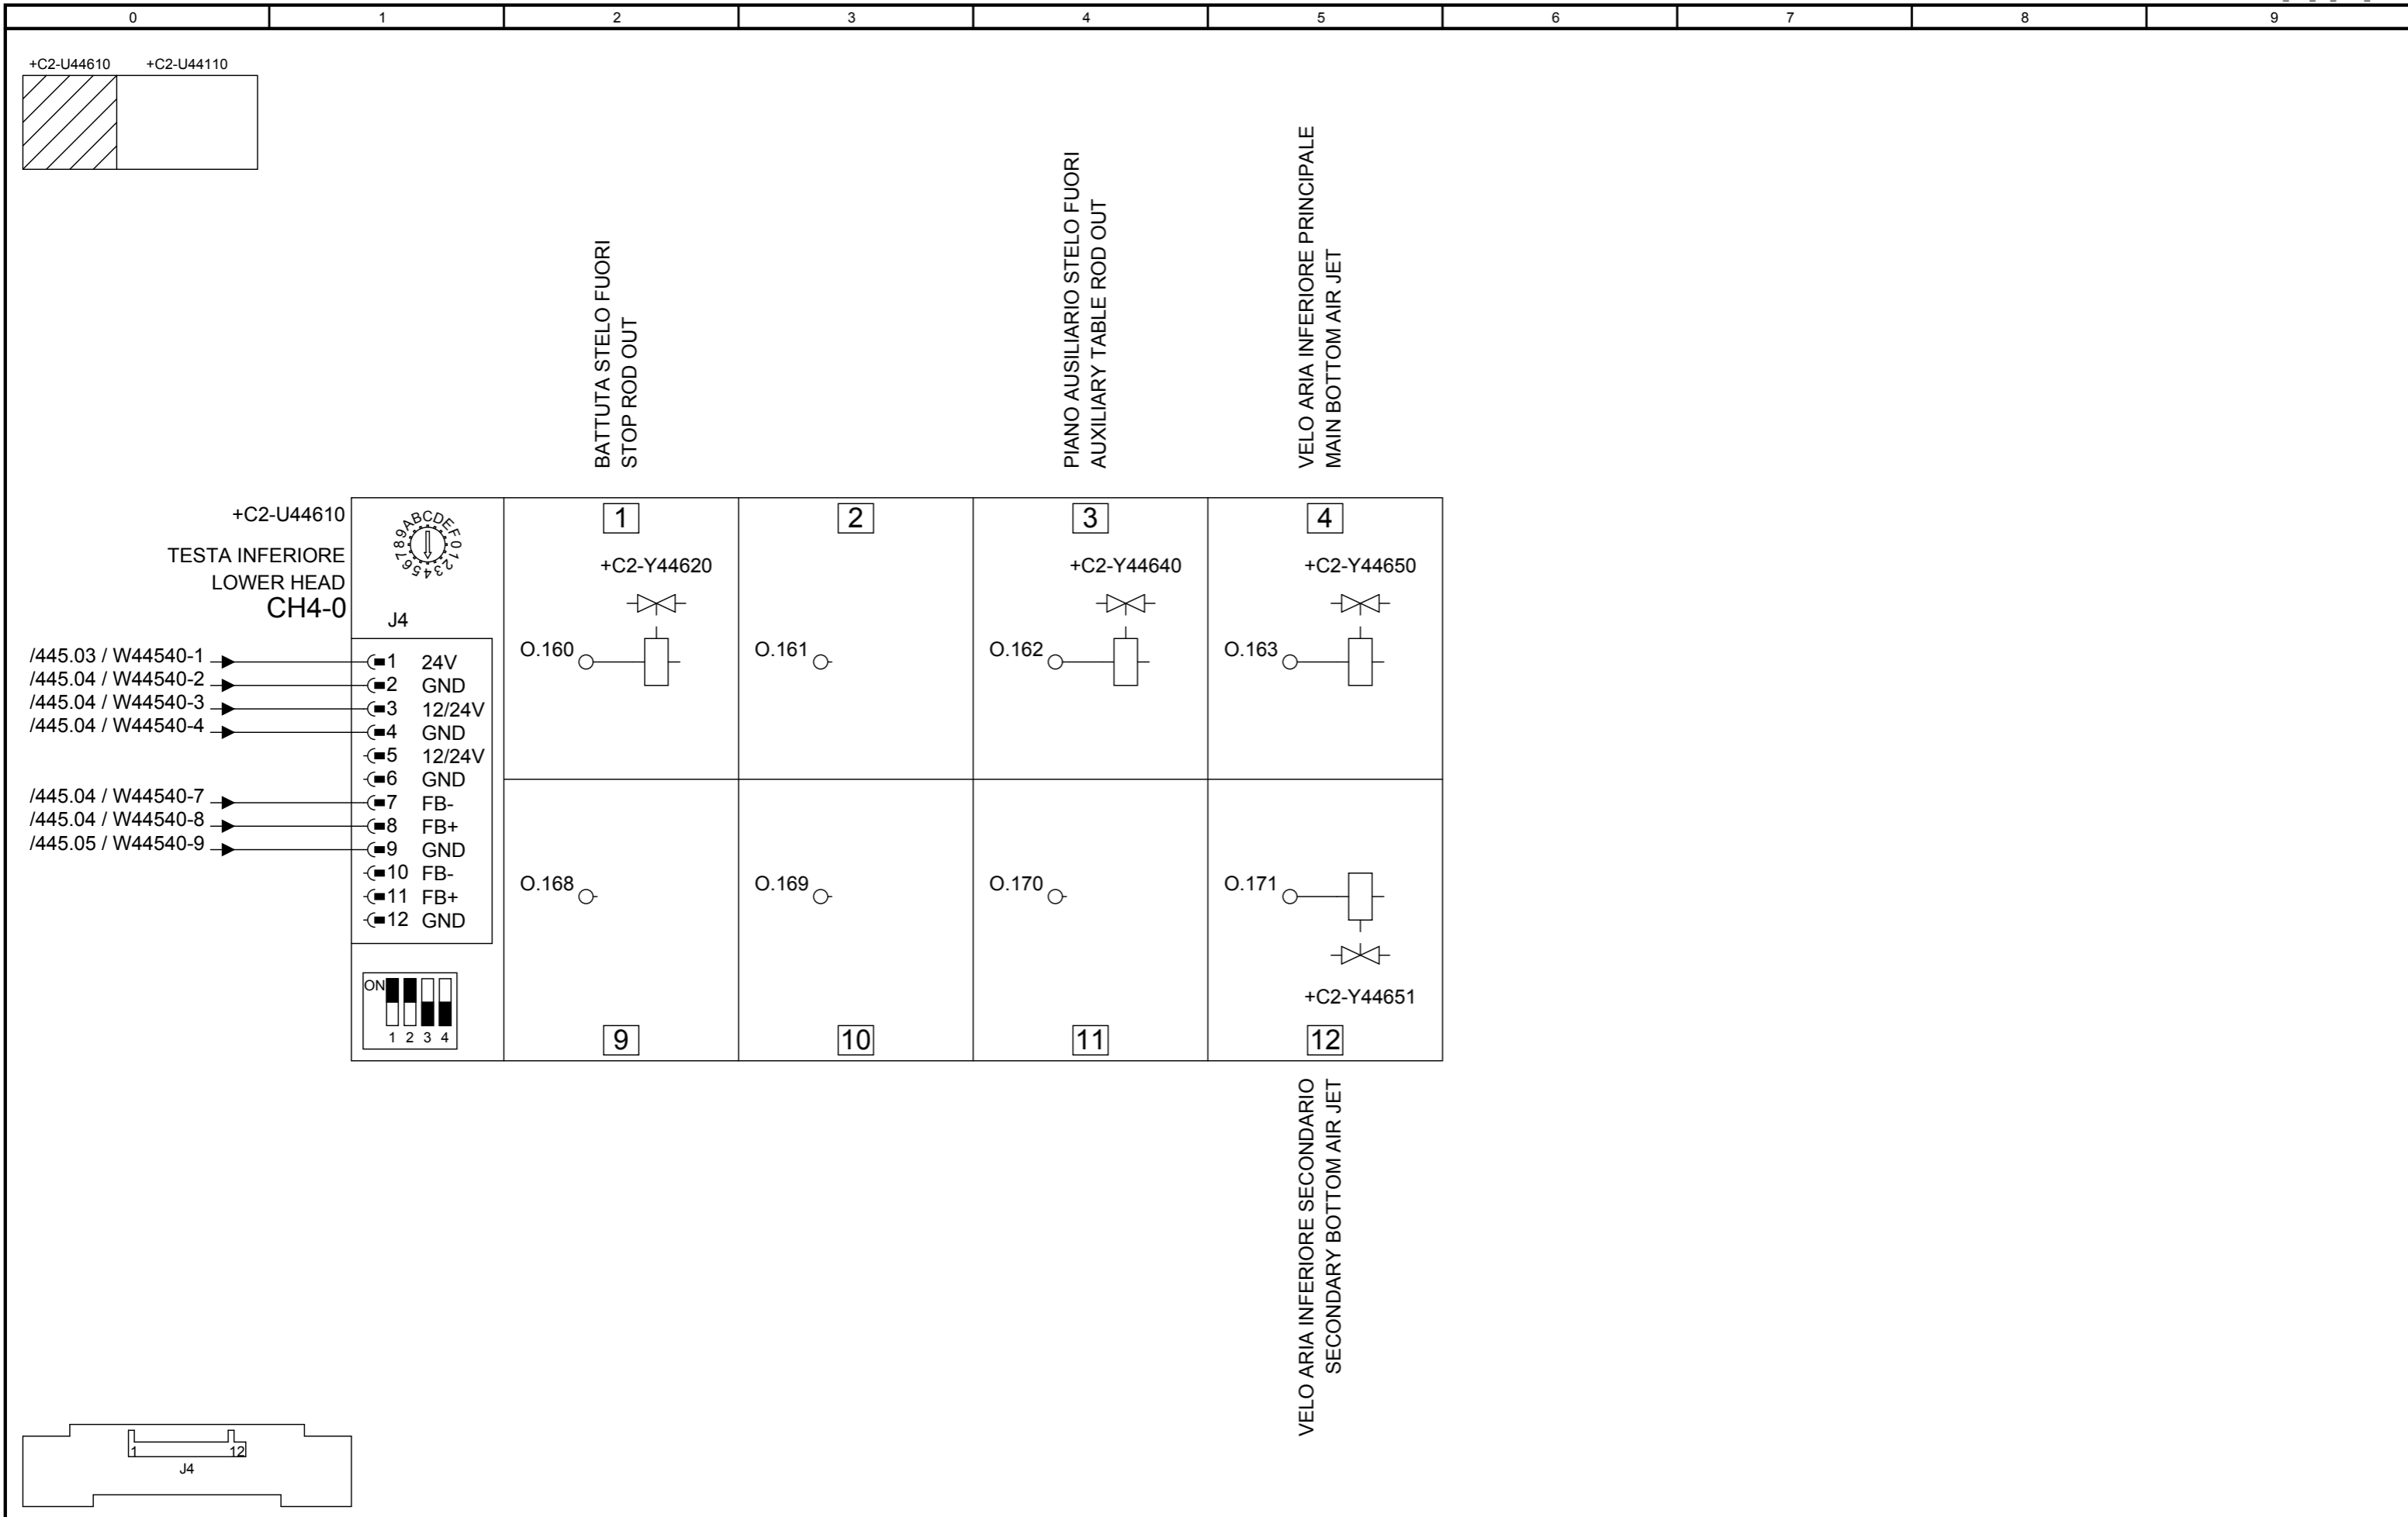 0 1 2 3 4 5 6 7 8 9
+C2-U44610 +C2-U44110
BATTUTA STELO FUORI
STOP ROD OUT
PIANO AUSILIARIO STELO FUORI
AUXILIARY TABLE ROD OUT
VELO ARIA INFERIORE PRINCIPALE
MAIN BOTTOM AIR JET
+C2-U44610
TESTA INFERIORE
LOWER HEAD
CH4-0
0123456789ABCDEF
J4
/445.03 / W44540-1
/445.04 / W44540-2
/445.04 / W44540-3
/445.04 / W44540-4
/445.04 / W44540-7
/445.04 / W44540-8
/445.05 / W44540-9
1 24V
2 GND
3 12/24V
4 GND
5 12/24V
6 GND
7 FB-
8 FB+
9 GND
10 FB-
11 FB+
12 GND
ON
1 2 3 4
1
+C2-Y44620
O.160
2
O.161
3
+C2-Y44640
O.162
4
+C2-Y44650
O.163
O.168
9
O.169
10
O.170
11
O.171
+C2-Y44651
12
VELO ARIA INFERIORE SECONDARIO
SECONDARY BOTTOM AIR JET
1 12
J4